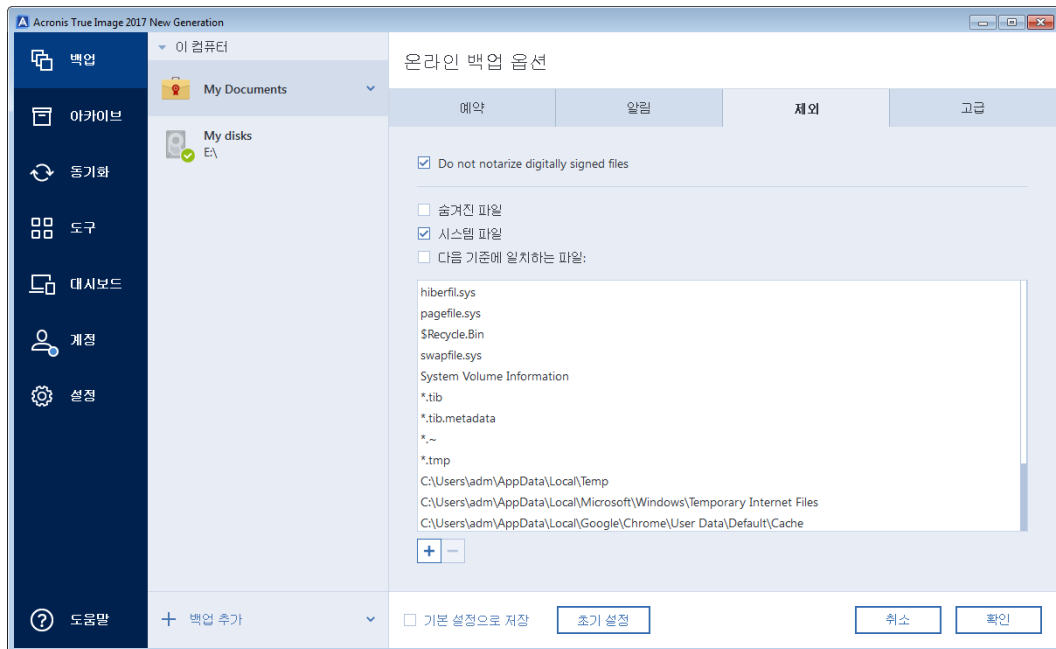 Acronis True Image 2017 New Generation
백업
아카이브
동기화
도구
대시보드
계정
설정
도움말
이 컴퓨터
My Documents
My disks
E:\
백업 추가
온라인 백업 옵션
예약
알림
제외
고급
Do not notarize digitally signed files
숨겨진 파일
시스템 파일
다음 기준에 일치하는 파일:
hiberfil.sys
pagefile.sys
$Recycle.Bin
swapfile.sys
System Volume Information
*.tib
*.tib.metadata
*.~
*.tmp
C:\Users\adm\AppData\Local\Temp
C:\Users\adm\AppData\Local\Microsoft\Windows\Temporary Internet Files
C:\Users\adm\AppData\Local\Google\Chrome\User Data\Default\Cache
기본 설정으로 저장
초기 설정
취소
확인